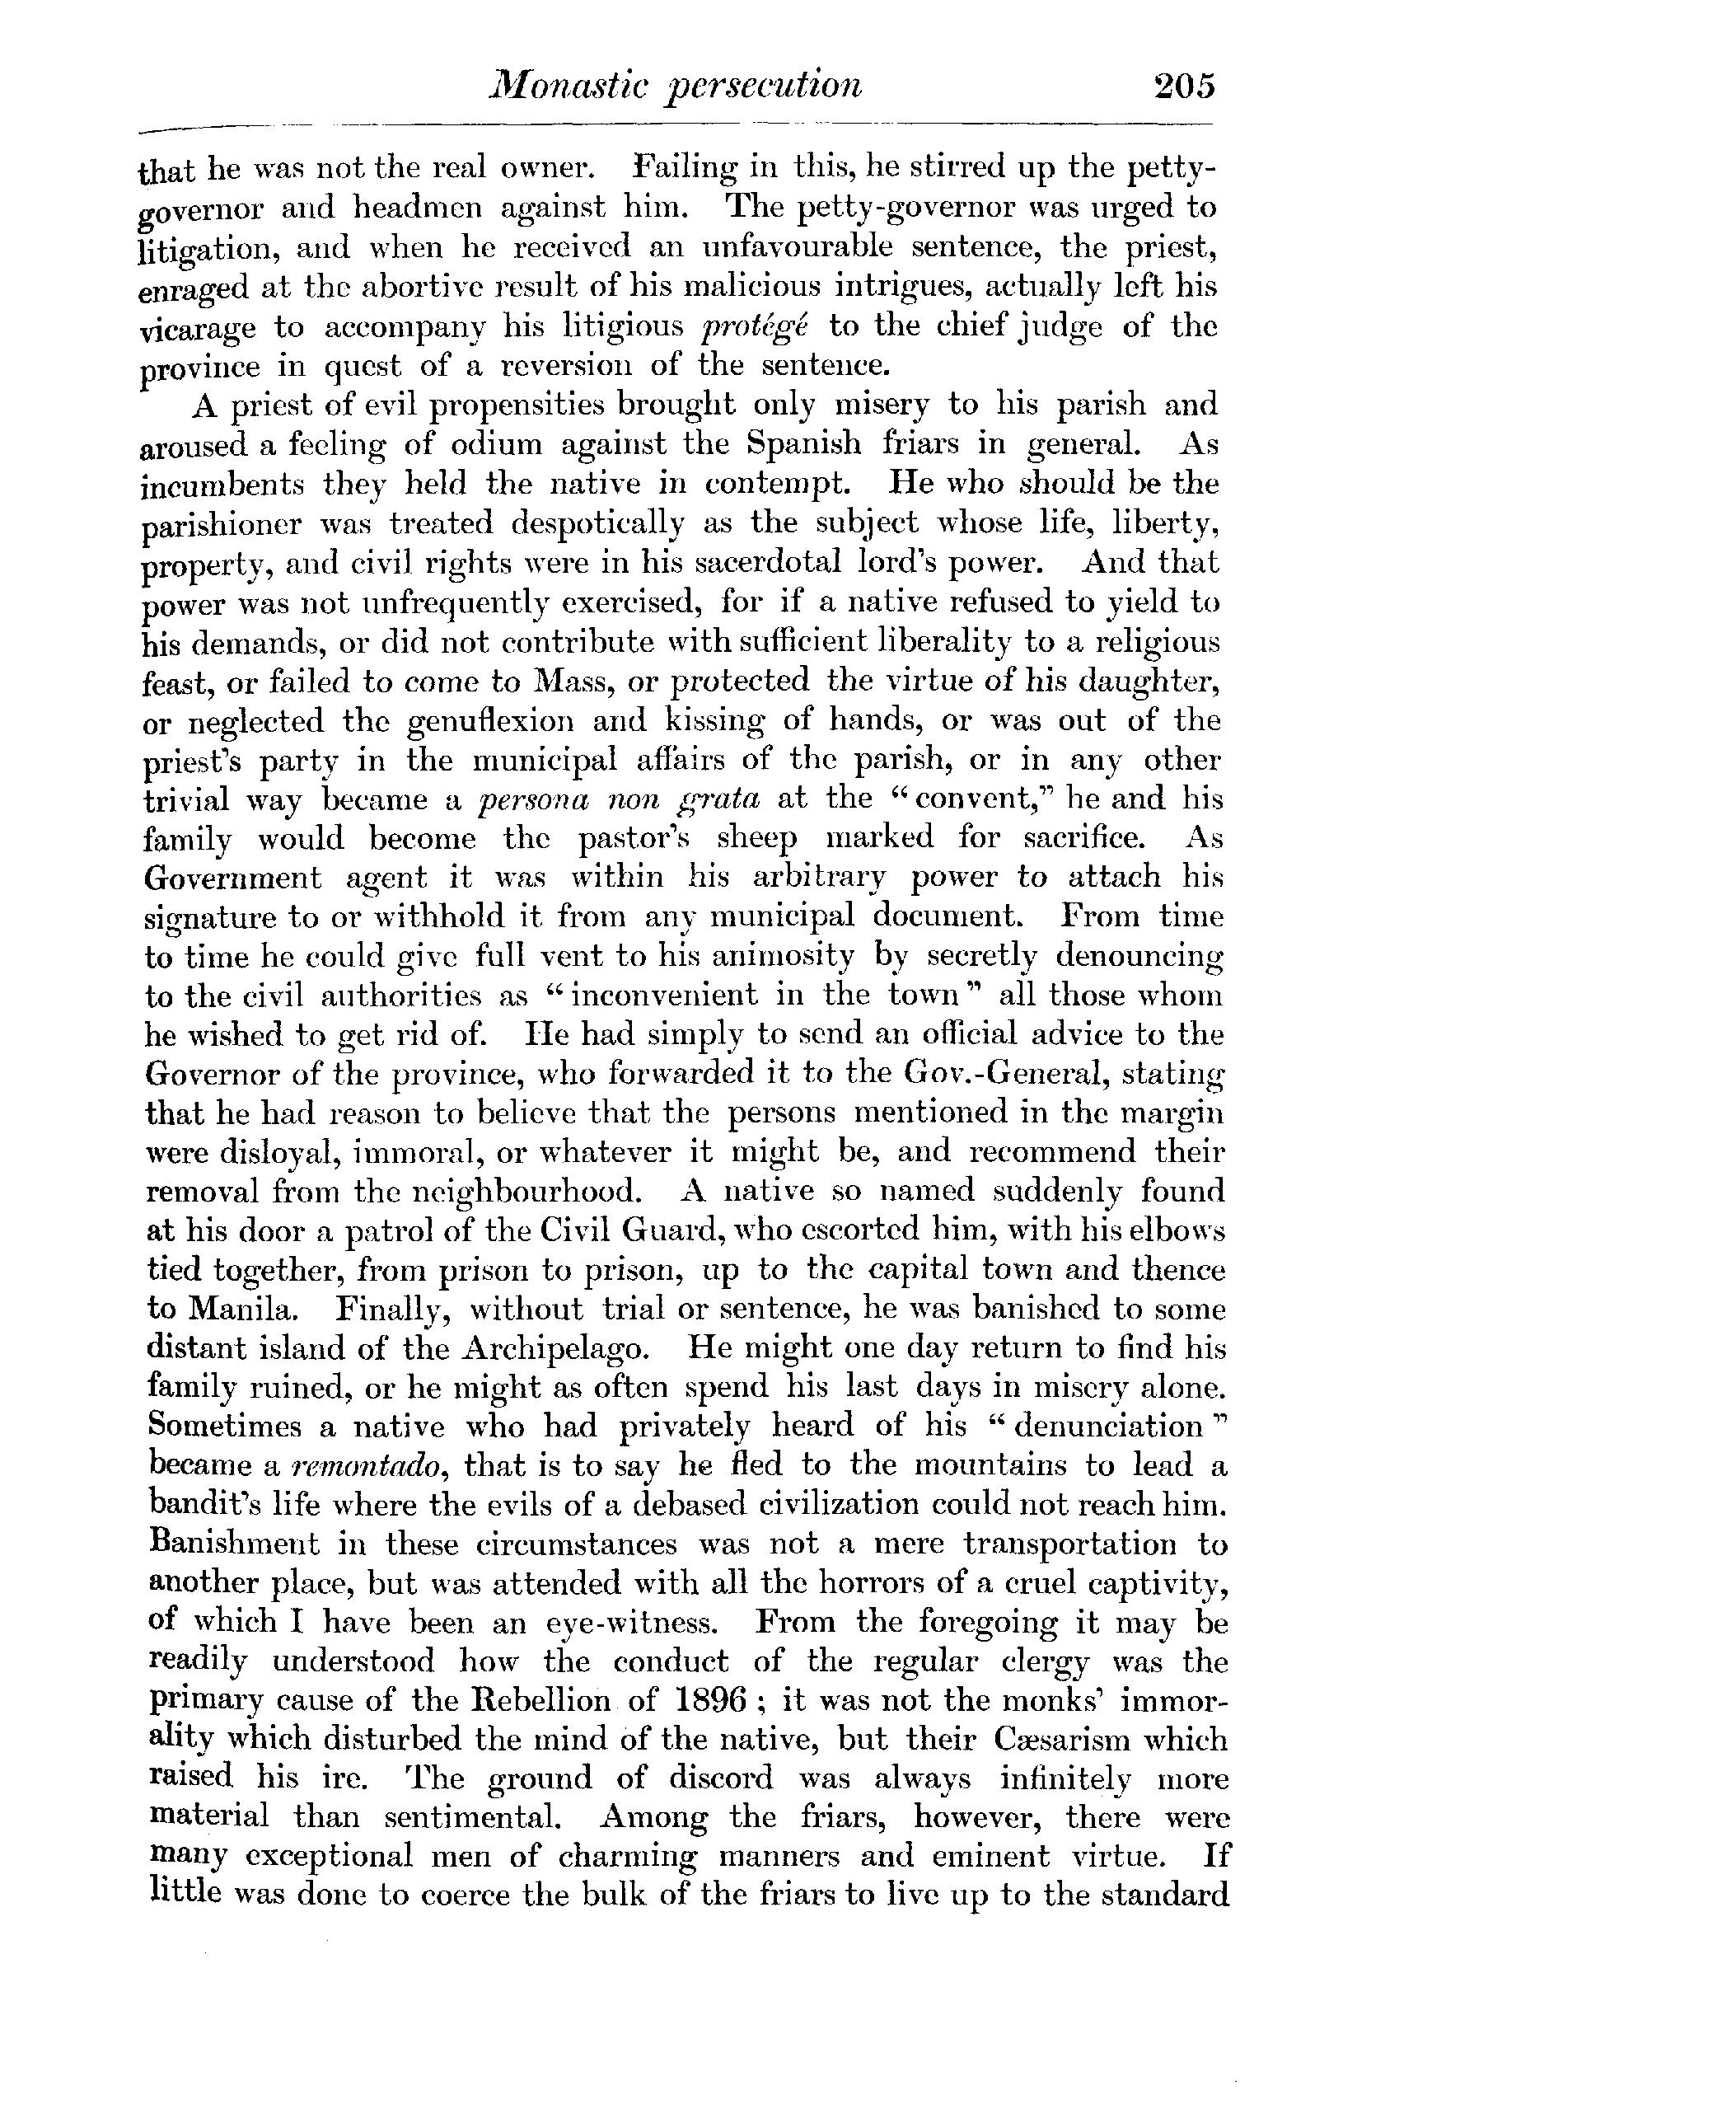 Monastic persecution 205
that he was not the real owner. Failing in this, he stirred up the petty-
governor and headmen against him. The petty-governor was urged to
litigation, and when he received an unfavourable sentence, the priest,
enraged at the abortive result of his malicious intrigues, actually left his
vicarage to accompany his litigious protégé to the chief judge of the
province in quest of a reversion of the sentence.
A priest of evil propensities brought only misery to his parish and
aroused a feeling of odium against the Spanish friars in general. As
incumbents they held the native in contempt. He who should be the
parishioner was treated despotically as the subject whose life, liberty,
property, and civil rights were in his sacerdotal lord's power. And that
power was not unfrequently exercised, for if a native refused to yield to
his demands, or did not contribute with sufficient liberality to a religious
feast, or failed to come to Mass, or protected the virtue of his daughter,
or neglected the genuflexion and kissing of hands, or was out of the
priest's party in the municipal affairs of the parish, or in any other
trivial way became a persona non grata at the “convent,” he and his
family would become the pastor's sheep marked for sacrifice. As
Government agent it was within his arbitrary power to attach his
signature to or withhold it from any municipal document. From time
to time he could give full vent to his animosity by secretly denouncing
to the civil authorities as “inconvenient in the town” all those whom
he wished to get rid of. He had simply to send an official advice to the
Governor of the province, who forwarded it to the Gov.-General, stating
that he had reason to believe that the persons mentioned in the margin
were disloyal, immoral, or whatever it might be, and recommend their
removal from the neighbourhood. A native so named suddenly found
at his door a patrol of the Civil Guard, who escorted him, with his elbows
tied together, from prison to prison, up to the capital town and thence
to Manila. Finally, without trial or sentence, he was banished to some
distant island of the Archipelago. He might one day return to find his
family ruined, or he might as often spend his last days in misery alone.
Sometimes a native who had privately heard of his “denunciation”
became a remontado, that is to say he fled to the mountains to lead a
bandit's life where the evils of a debased civilization could not reach him.
Banishment in these circumstances was not a mere transportation to
another place, but was attended with all the horrors of a cruel captivity,
of which I have been an eye-witness. From the foregoing it may be
readily understood how the conduct of the regular clergy was the
primary cause of the Rebellion of 1896; it was not the monks' immor-
ality which disturbed the mind of the native, but their Cæsarism which
raised his ire. The ground of discord was always infinitely more
material than sentimental. Among the friars, however, there were
many exceptional men of charming manners and eminent virtue. If
little was done to coerce the bulk of the friars to live up to the standard